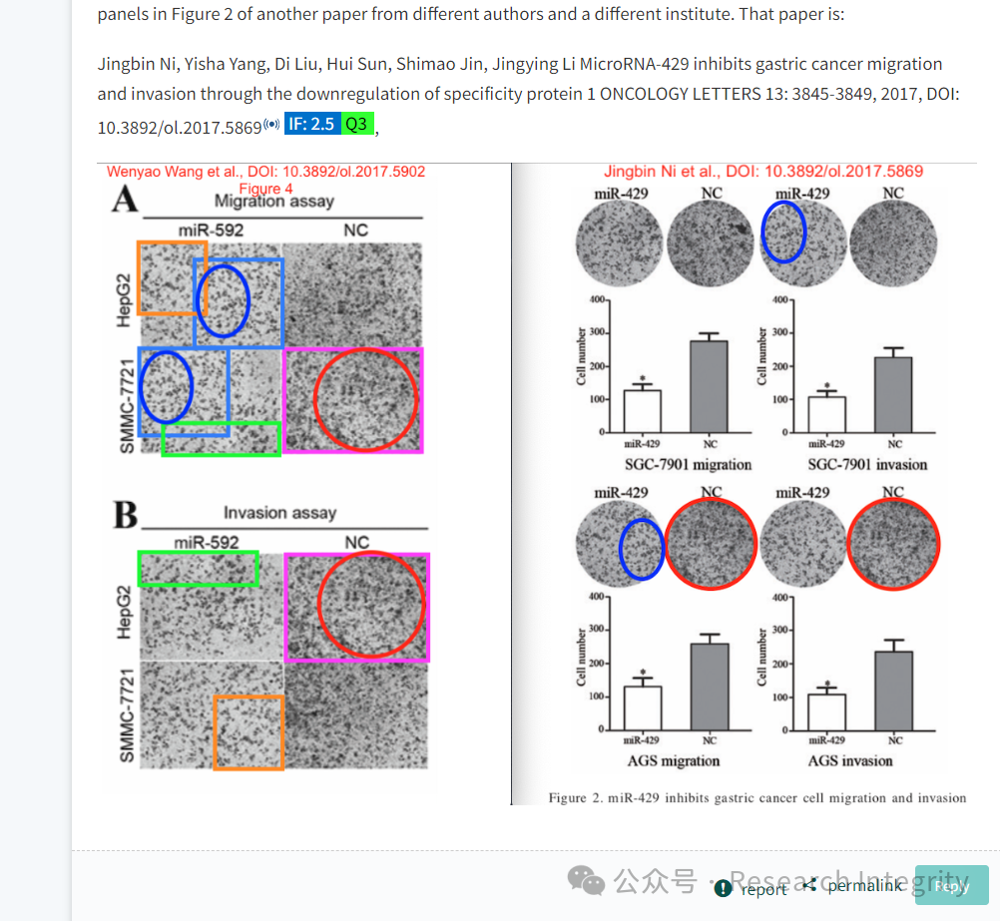 panels in Figure 2 of another paper from different authors and a different institute. That paper is:
Jingbin Ni, Yisha Yang, Di Liu, Hui Sun, Shimao Jin, Jingying Li MicroRNA-429 inhibits gastric cancer migration
and invasion through the downregulation of specificity protein 1 ONCOLOGY LETTERS 13: 3845-3849, 2017, DOI:
10.3892/ol.2017.5869 IF: 2.5 Q3 ,
Wenyao Wang et al., DOI: 10.3892/ol.2017.5902
Figure 4
A
Migration assay
miR-592 NC
HepG2
SMMC-7721
B
Invasion assay
miR-592 NC
HepG2
SMMC-7721
Jingbin Ni et al., DOI: 10.3892/ol.2017.5869
miR-429 NC miR-429 NC
Cell number
400
300
200
100
0
*
miR-429 NC
SGC-7901 migration
Cell number
400
300
200
100
0
*
miR-429 NC
SGC-7901 invasion
miR-429 NC miR-429 NC
Cell number
400
300
200
100
0
*
miR-429 NC
AGS migration
Cell number
400
300
200
100
0
*
miR-429 NC
AGS invasion
Figure 2. miR-429 inhibits gastric cancer cell migration and invasion
公众号 · Research Integrity
report permalink Reply